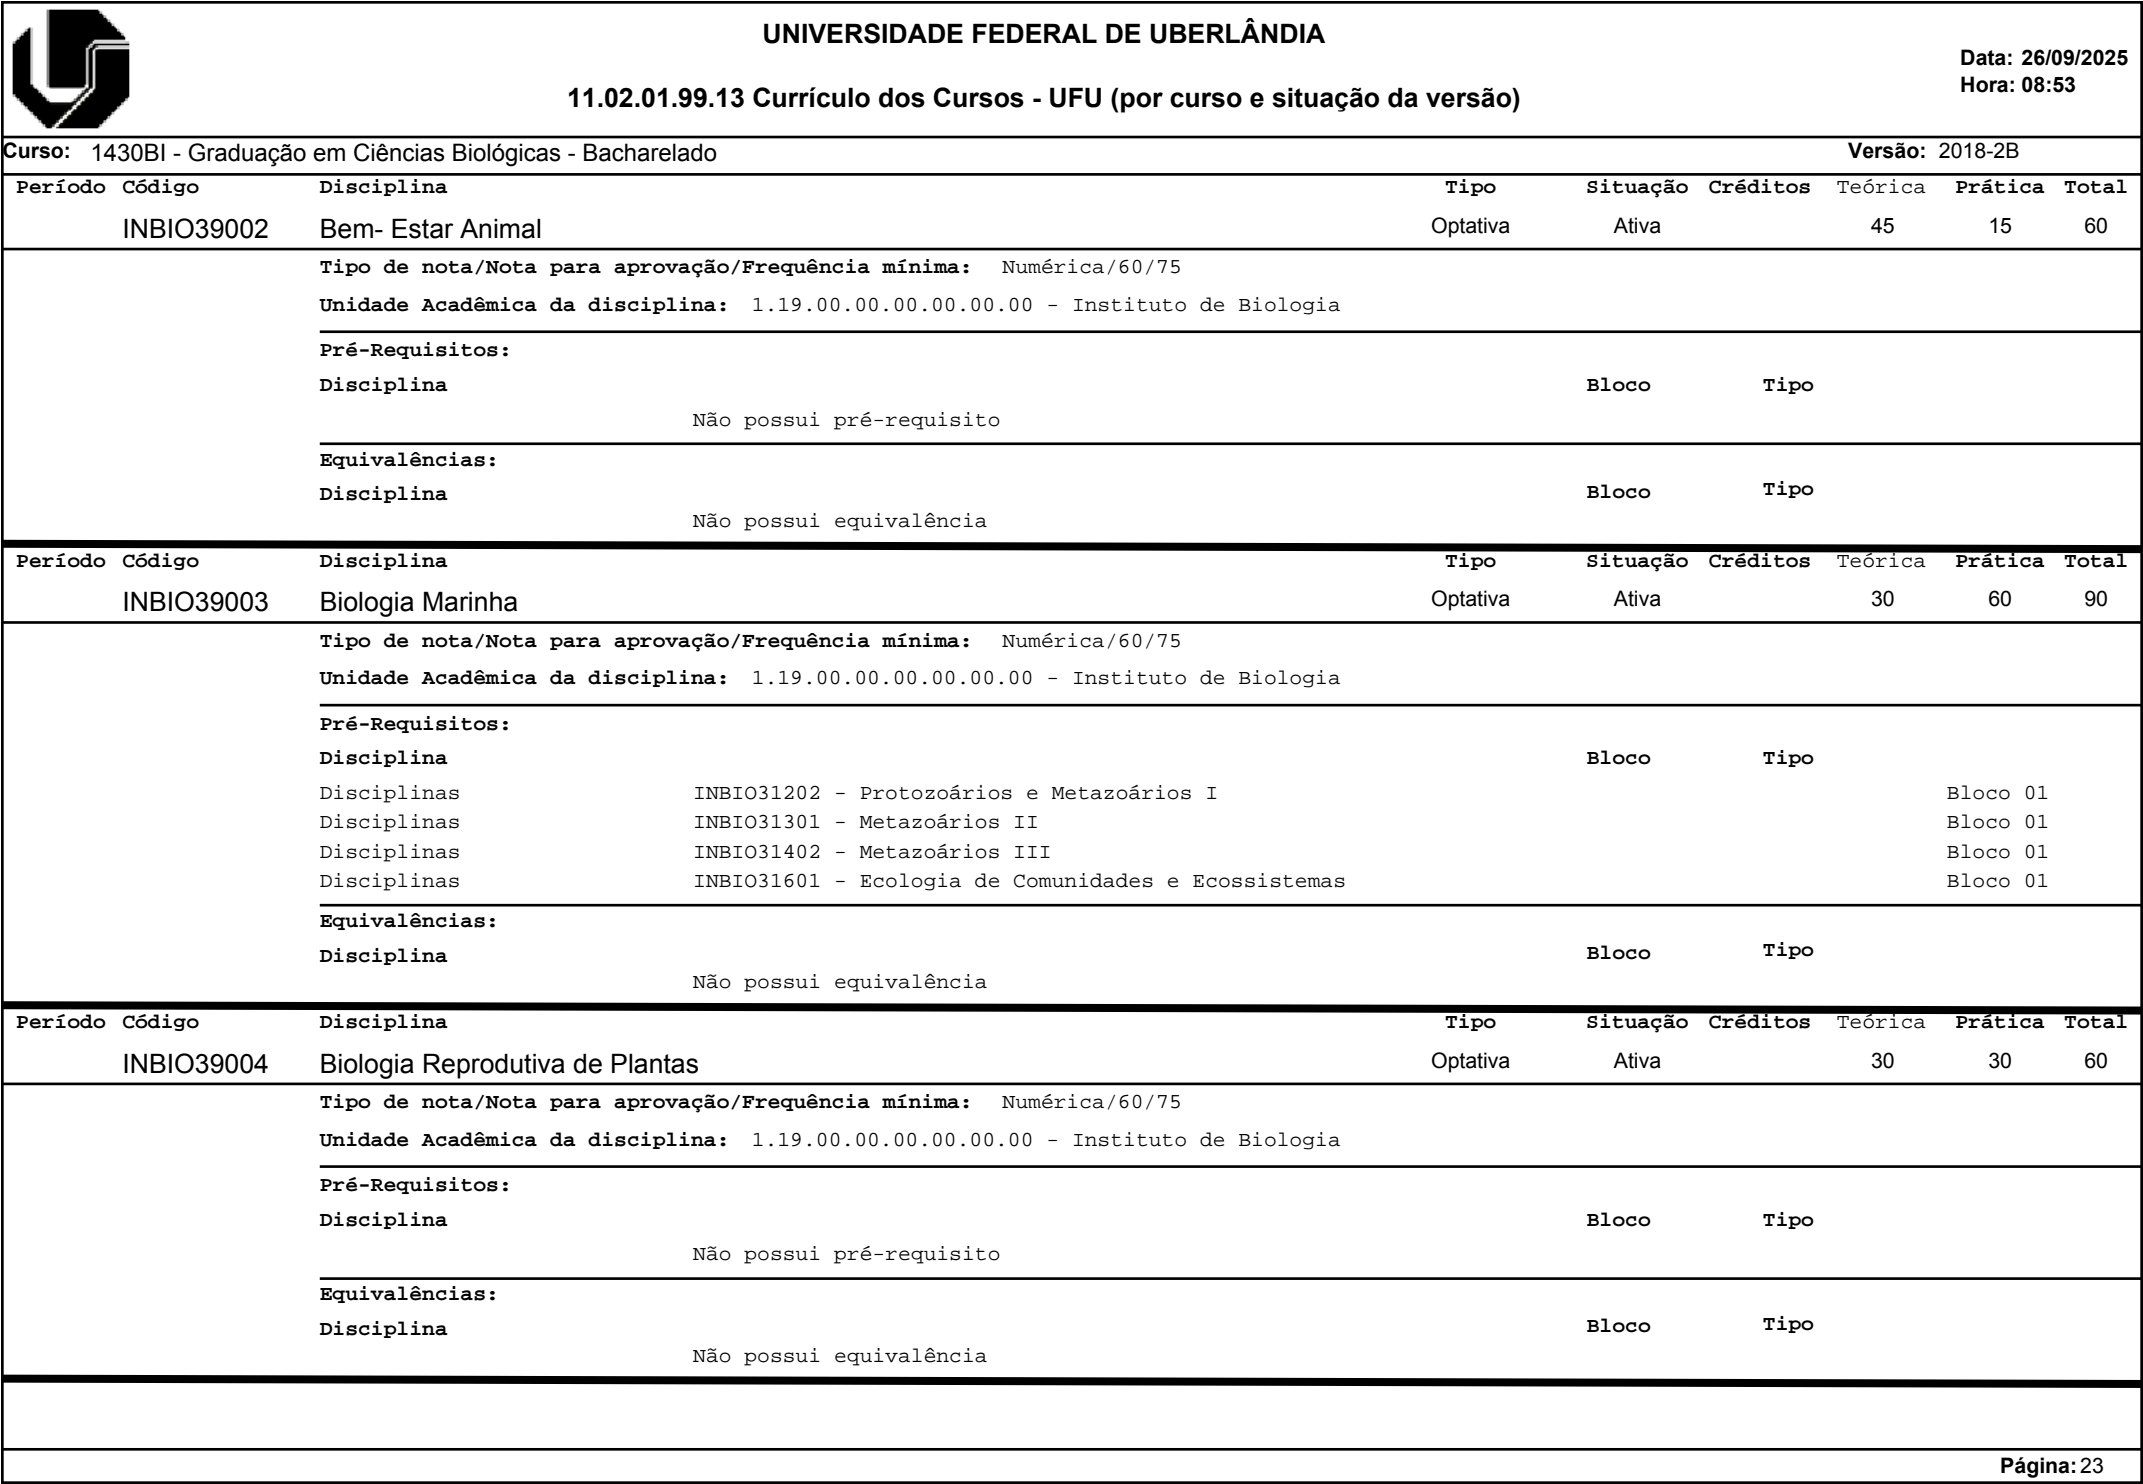 UNIVERSIDADE FEDERAL DE UBERLÂNDIA
Data: 26/09/2025
Hora: 08:53
11.02.01.99.13 Currículo dos Cursos - UFU (por curso e situação da versão)
Curso: 1430BI - Graduação em Ciências Biológicas - Bacharelado Versão: 2018-2B
Período Código Disciplina Tipo Situação Créditos Teórica Prática Total
INBIO39002 Bem- Estar Animal Optativa Ativa 45 15 60
Tipo de nota/Nota para aprovação/Frequência mínima: Numérica/60/75
Unidade Acadêmica da disciplina: 1.19.00.00.00.00.00.00 - Instituto de Biologia
Pré-Requisitos:
Disciplina Bloco Tipo
Não possui pré-requisito
Equivalências:
Disciplina Bloco Tipo
Não possui equivalência
Período Código Disciplina Tipo Situação Créditos Teórica Prática Total
INBIO39003 Biologia Marinha Optativa Ativa 30 60 90
Tipo de nota/Nota para aprovação/Frequência mínima: Numérica/60/75
Unidade Acadêmica da disciplina: 1.19.00.00.00.00.00.00 - Instituto de Biologia
Pré-Requisitos:
Disciplina Bloco Tipo
Disciplinas INBIO31202 - Protozoários e Metazoários I Bloco 01
Disciplinas INBIO31301 - Metazoários II Bloco 01
Disciplinas INBIO31402 - Metazoários III Bloco 01
Disciplinas INBIO31601 - Ecologia de Comunidades e Ecossistemas Bloco 01
Equivalências:
Disciplina Bloco Tipo
Não possui equivalência
Período Código Disciplina Tipo Situação Créditos Teórica Prática Total
INBIO39004 Biologia Reprodutiva de Plantas Optativa Ativa 30 30 60
Tipo de nota/Nota para aprovação/Frequência mínima: Numérica/60/75
Unidade Acadêmica da disciplina: 1.19.00.00.00.00.00.00 - Instituto de Biologia
Pré-Requisitos:
Disciplina Bloco Tipo
Não possui pré-requisito
Equivalências:
Disciplina Bloco Tipo
Não possui equivalência
Página: 23